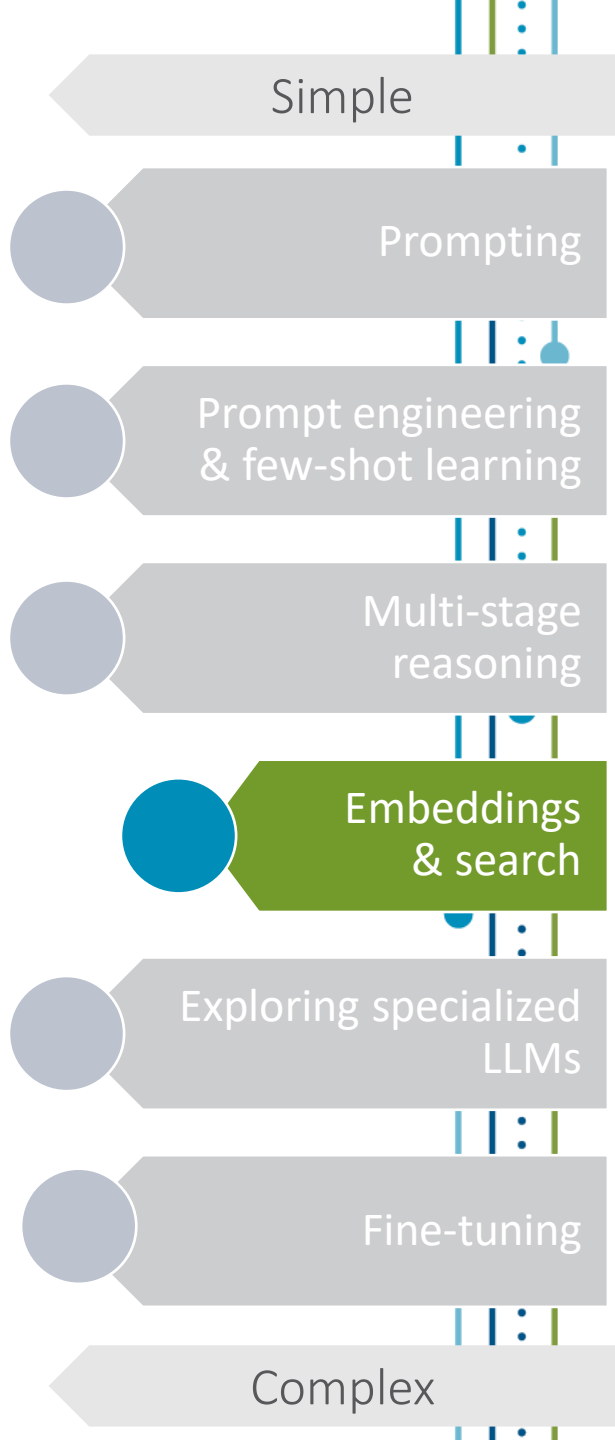 Simple
Prompting
Prompt engineering
& few-shot learning
Multi-stage
reasoning
Embeddings
& search
Exploring specialized
LLMs
Fine-tuning
Complex